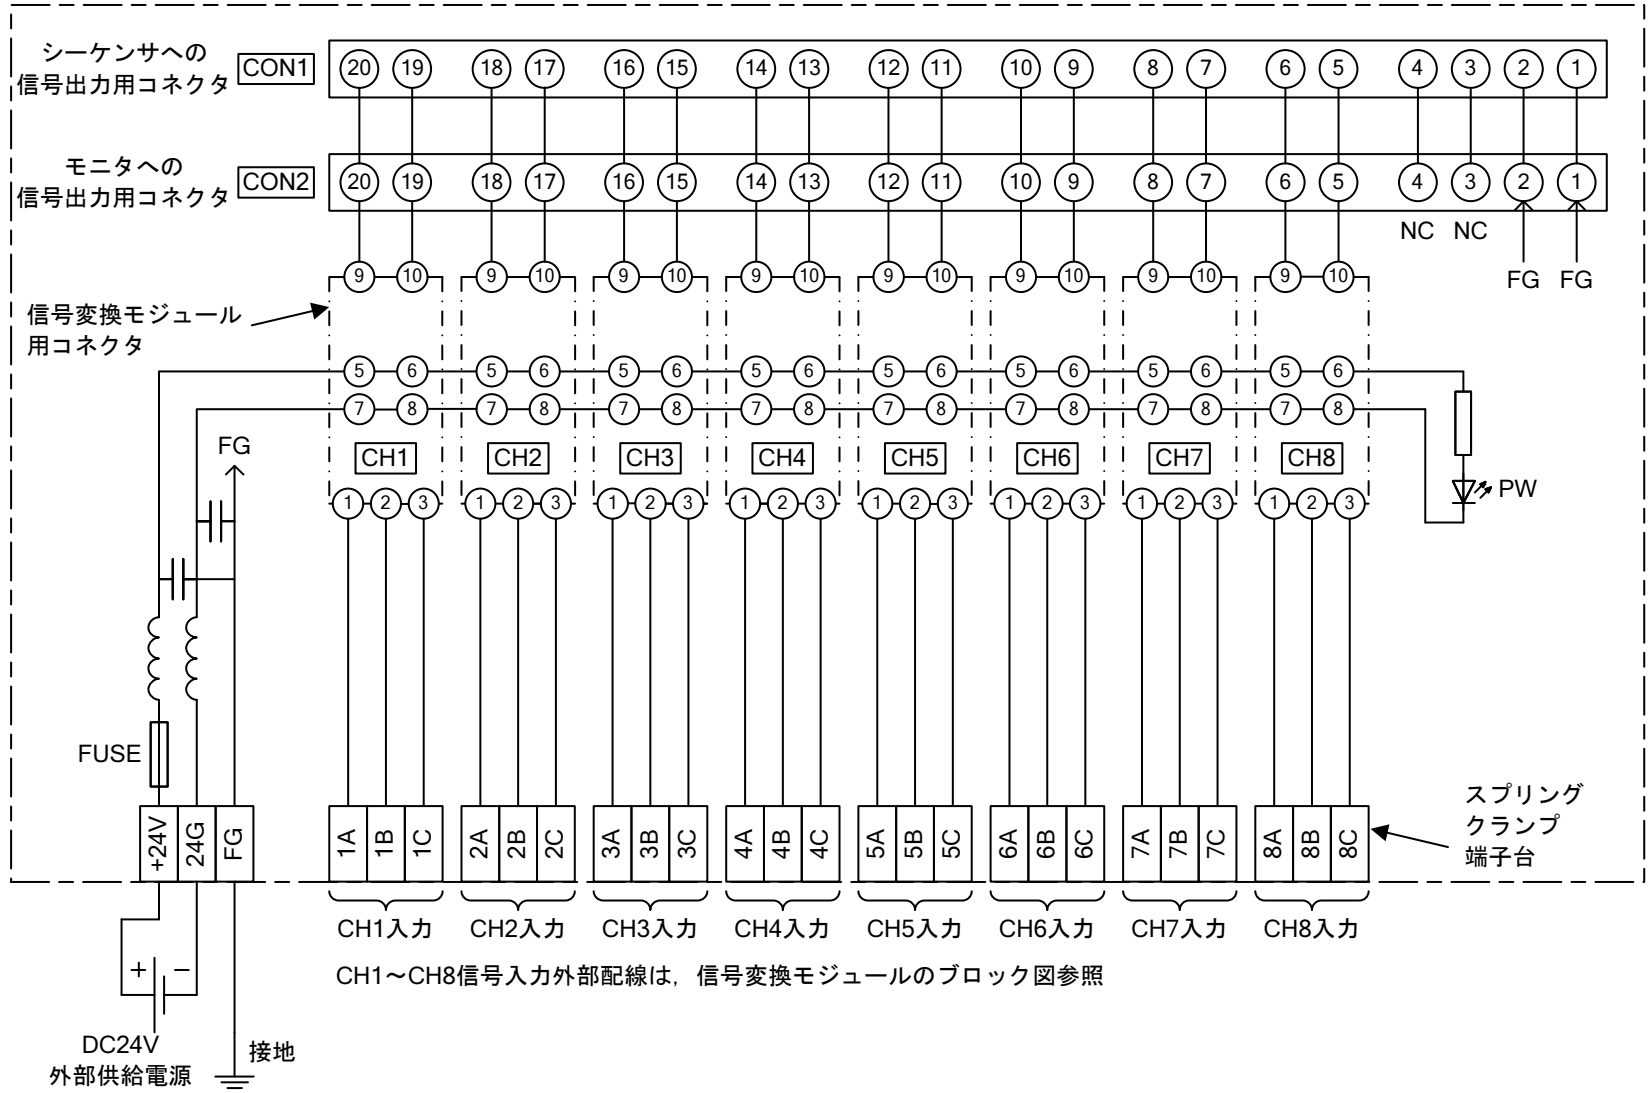 シーケンサへの
信号出力用コネクタ
CON1
20 19 18 17 16 15 14 13 12 11 10 9 8 7 6 5 4 3 2 1
モニタへの
信号出力用コネクタ
CON2
20 19 18 17 16 15 14 13 12 11 10 9 8 7 6 5 4 3 2 1
NC NC
FG FG
9 10 9 10 9 10 9 10 9 10 9 10 9 10 9 10
信号変換モジュール
用コネクタ
5 6 5 6 5 6 5 6 5 6 5 6 5 6 5 6
7 8 7 8 7 8 7 8 7 8 7 8 7 8 7 8
FG
CH1 CH2 CH3 CH4 CH5 CH6 CH7 CH8
PW
1 2 3 1 2 3 1 2 3 1 2 3 1 2 3 1 2 3 1 2 3 1 2 3
FUSE
+24V 24G FG
1A 1B 1C 2A 2B 2C 3A 3B 3C 4A 4B 4C 5A 5B 5C 6A 6B 6C 7A 7B 7C 8A 8B 8C
スプリング
クランプ
端子台
CH1入力 CH2入力 CH3入力 CH4入力 CH5入力 CH6入力 CH7入力 CH8入力
+ −
CH1～CH8信号入力外部配線は，信号変換モジュールのブロック図参照
DC24V
外部供給電源
接地